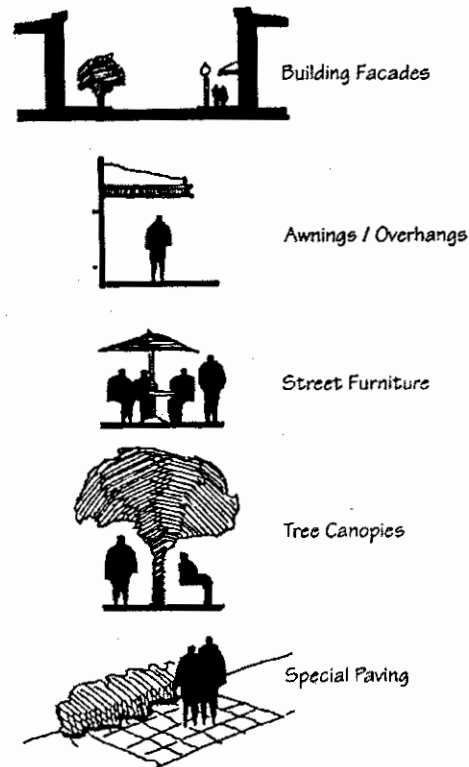 Building Facades
Awnings / Overhangs
Street Furniture
Tree Canopies
Special Paving